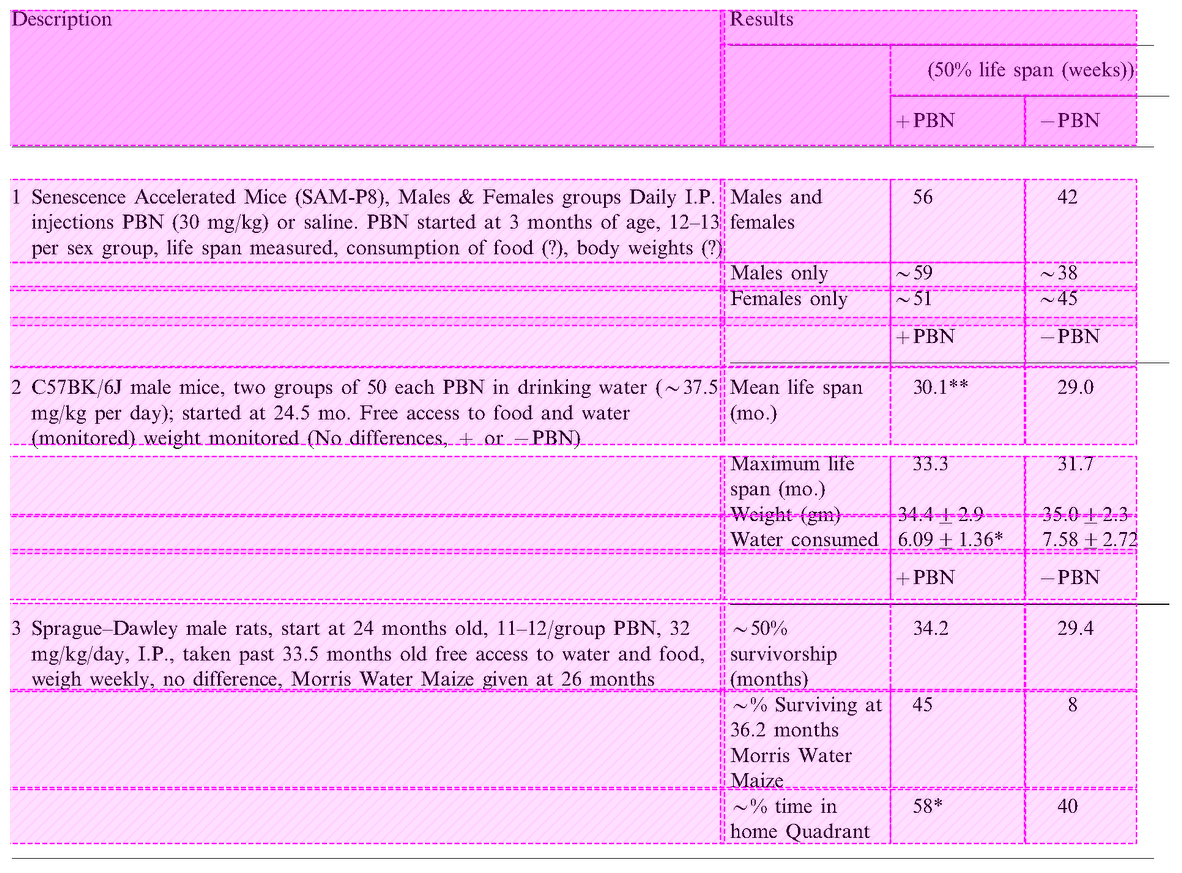 Description Results
(50% life span (weeks))
+PBN −PBN
1 Senescence Accelerated Mice (SAM-P8), Males & Females groups Daily I.P. Males and 56 42
injections PBN (30 mg/kg) or saline. PBN started at 3 months of age, 12–13 females
per sex group, life span measured, consumption of food (?), body weights (?)
Males only ∼59 ∼38
Females only ∼51 ∼45
+PBN −PBN
2 C57BK/6J male mice, two groups of 50 each PBN in drinking water (∼37.5 Mean life span 30.1** 29.0
mg/kg per day); started at 24.5 mo. Free access to food and water (mo.)
(monitored) weight monitored (No differences, + or −PBN)
Maximum life 33.3 31.7
span (mo.)
Weight (gm) 34.4±2.9 35.0±2.3
Water consumed 6.09±1.36* 7.58±2.72
+PBN −PBN
3 Sprague–Dawley male rats, start at 24 months old, 11–12/group PBN, 32 ∼50% 34.2 29.4
mg/kg/day, I.P., taken past 33.5 months old free access to water and food, survivorship
weigh weekly, no difference, Morris Water Maize given at 26 months (months)
∼% Surviving at 45 8
36.2 months
Morris Water
Maize
∼% time in 58* 40
home Quadrant